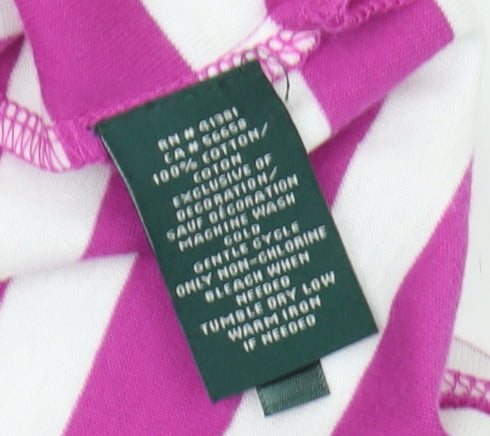 RN # 41381
CA # 56658
100% COTTON/
COTON
EXCLUSIVE OF
DECORATION/
SAUF DÉCORATION
MACHINE WASH
COLD
GENTLE CYCLE
ONLY NON-CHLORINE
BLEACH WHEN
NEEDED
TUMBLE DRY LOW
WARM IRON
IF NEEDED